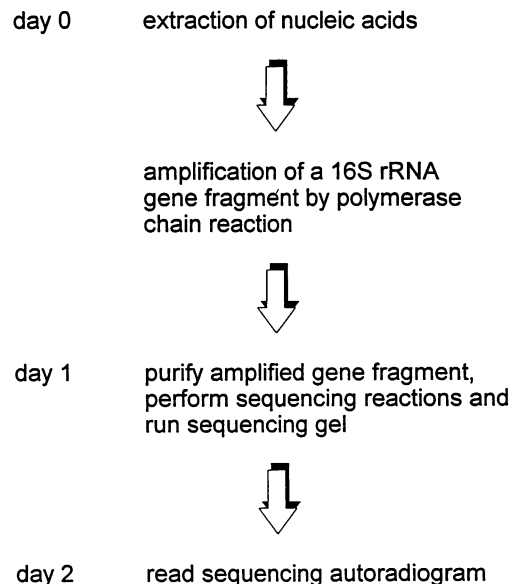 day 0 extraction of nucleic acids
amplification of a 16S rRNA
gene fragment by polymerase
chain reaction
day 1 purify amplified gene fragment,
perform sequencing reactions and
run sequencing gel
day 2 read sequencing autoradiogram